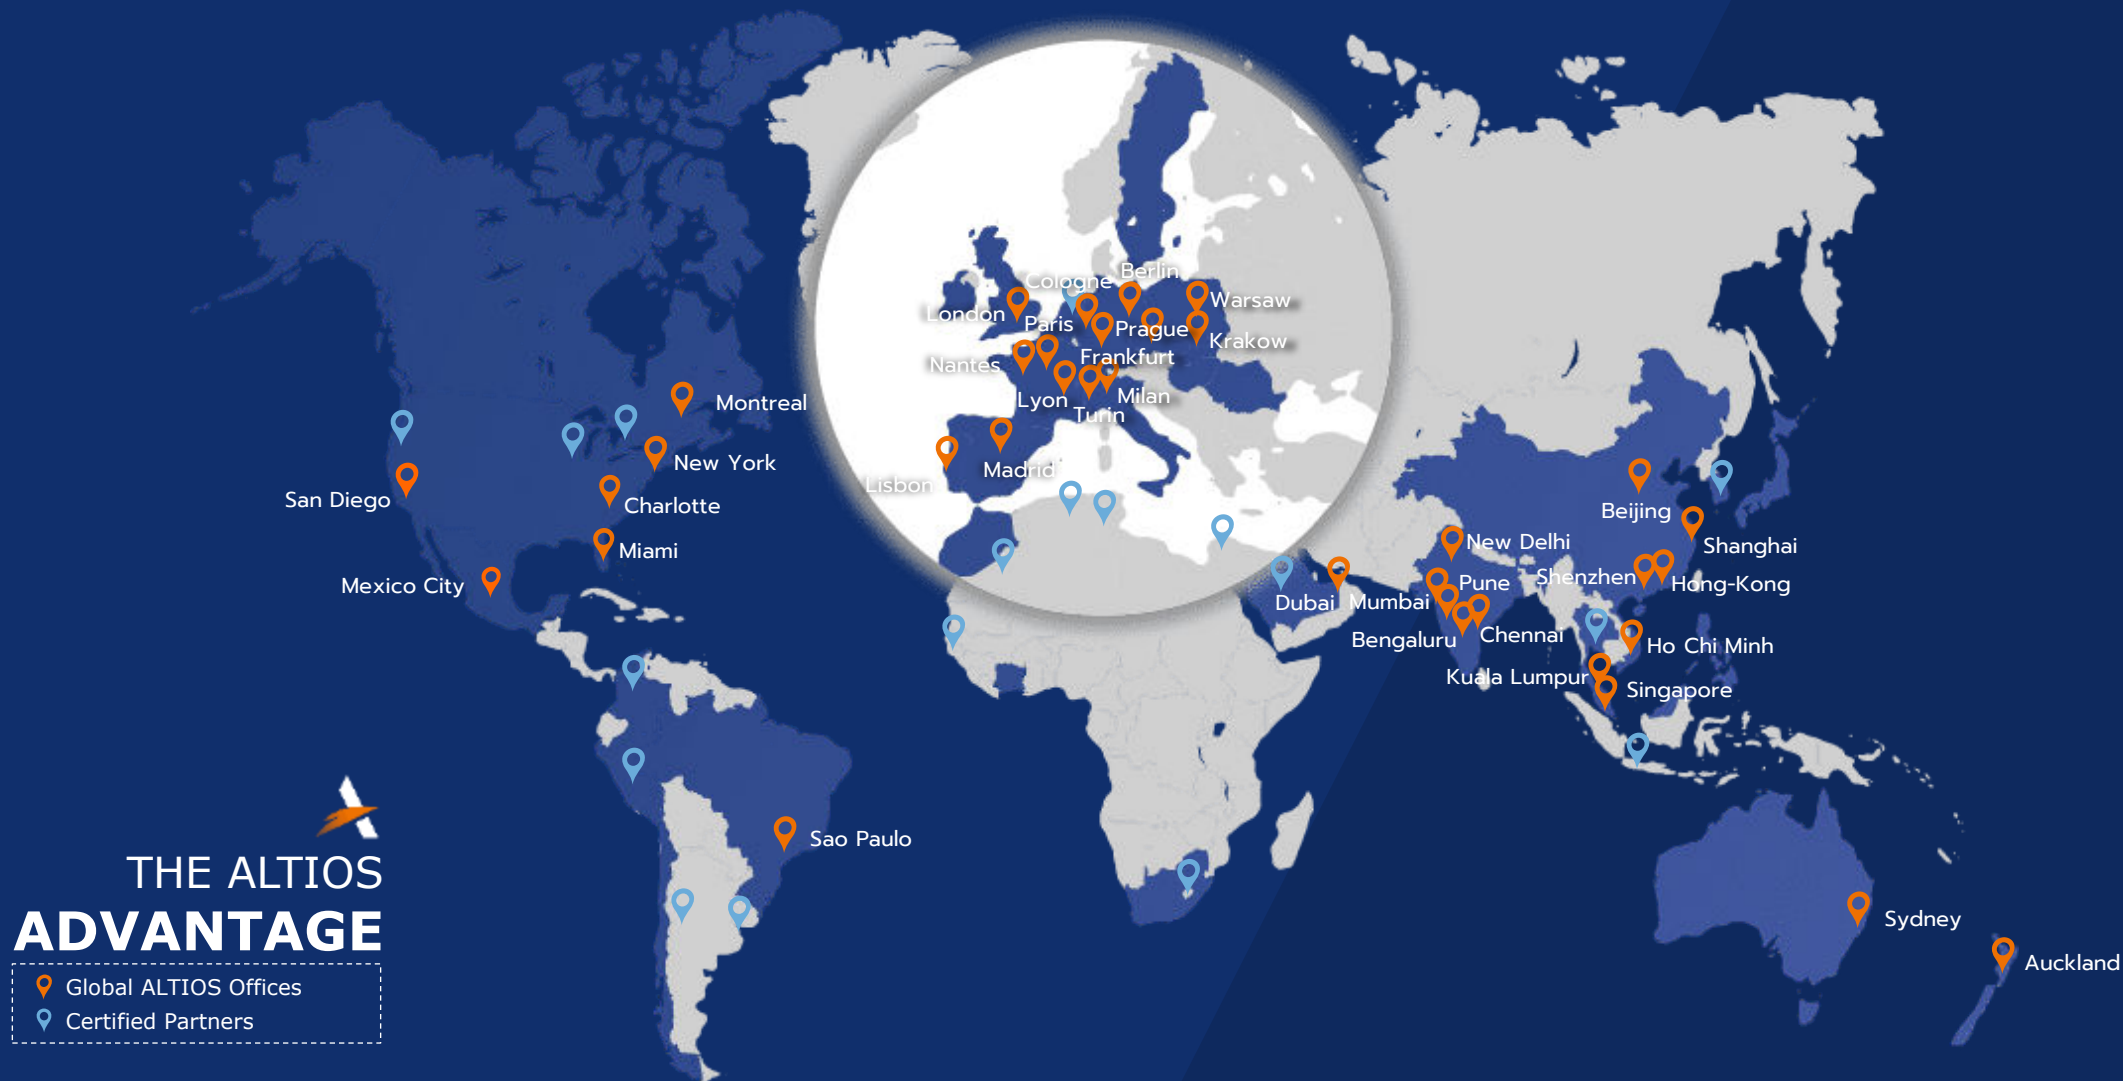 Montreal
New York
San Diego
Charlotte
Miami
Mexico City
Sao Paulo
Cologne
Berlin
London
Paris
Prague
Warsaw
Krakow
Nantes
Frankfurt
Lyon
Milan
Turin
Lisbon
Madrid
Dubai
New Delhi
Mumbai
Pune
Bengaluru
Chennai
Beijing
Shanghai
Shenzhen
Hong-Kong
Ho Chi Minh
Kuala Lumpur
Singapore
Sydney
Auckland
THE ALTIOS
ADVANTAGE
Global ALTIOS Offices
Certified Partners